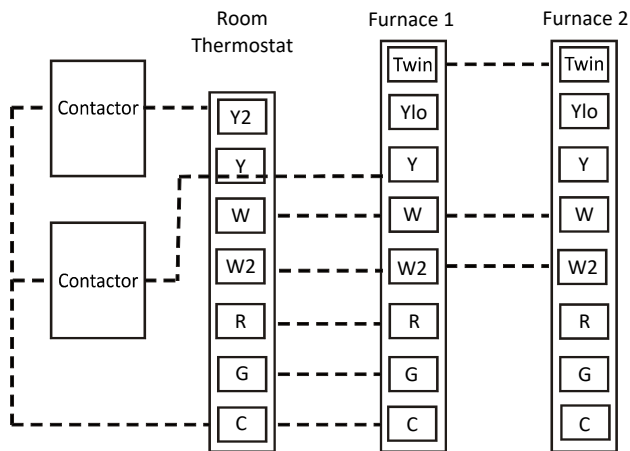 Room
Thermostat
Furnace 1
Furnace 2
Contactor
Contactor
Y2
Y
W
W2
R
G
C
Twin
Ylo
Y
W
W2
R
G
C
Twin
Ylo
Y
W
W2
R
G
C